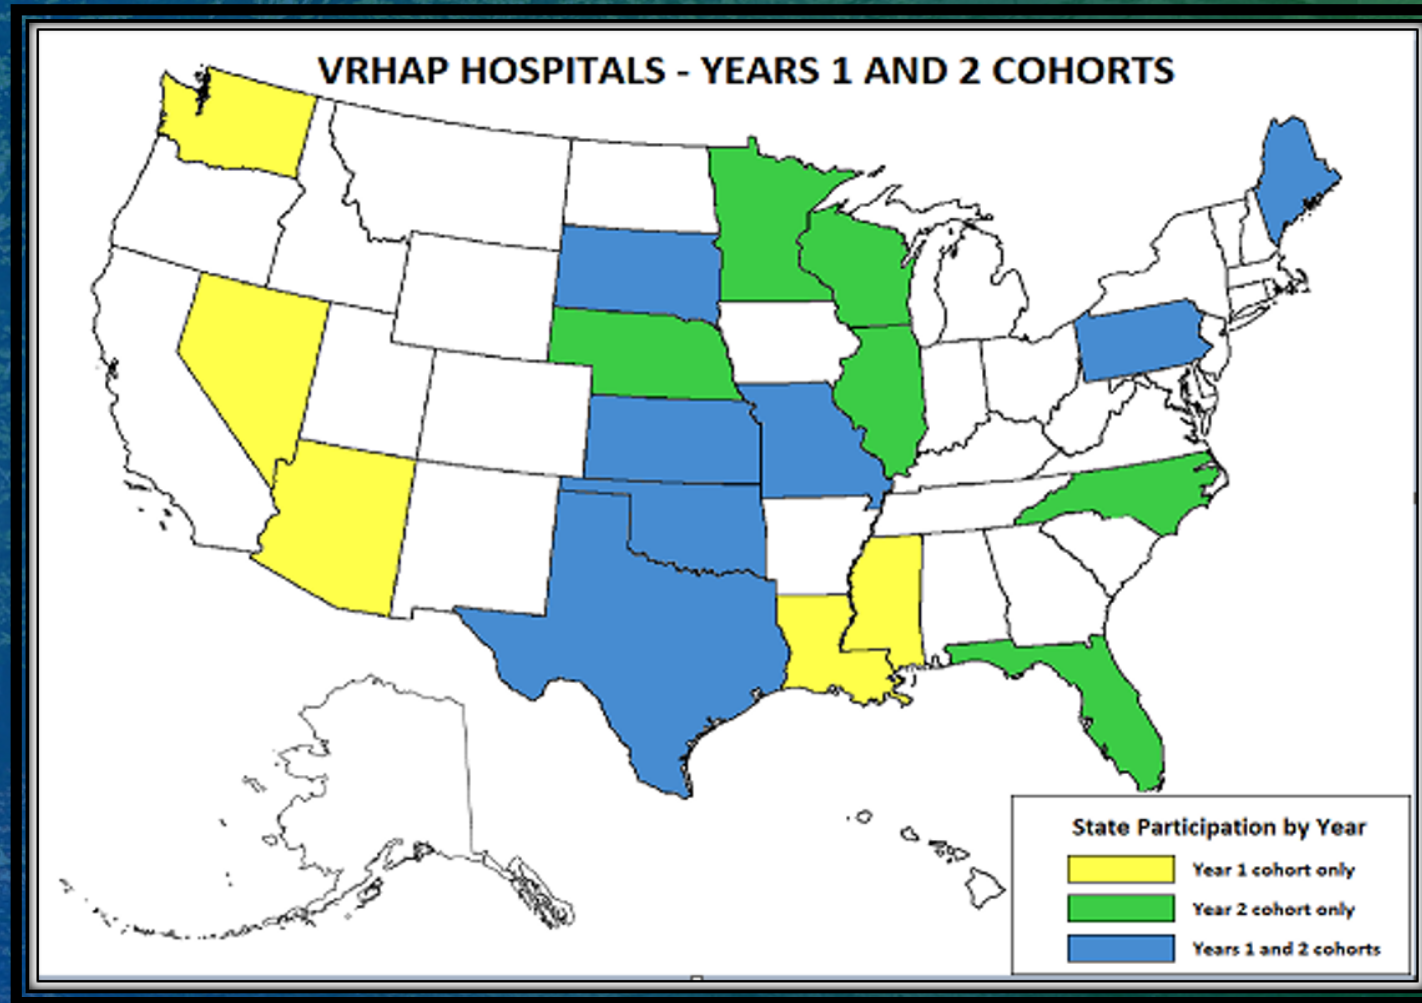 VRHAP HOSPITALS - YEARS 1 AND 2 COHORTS
State Participation by Year
Year 1 cohort only
Year 2 cohort only
Years 1 and 2 cohorts